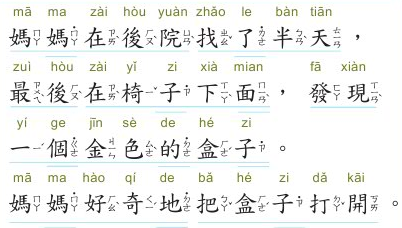 mā ma zài hòu yuàn zhǎo le bàn tiān
媽媽在後院找了半天，
zuì hòu zài yǐ zi xià mian fā xiàn
最後在椅子下面，發現
yí ge jīn sè de hé zi
一個金色的盒子。
mā ma hào qí de bǎ hé zi dǎ kāi
媽媽好奇地把盒子打開。